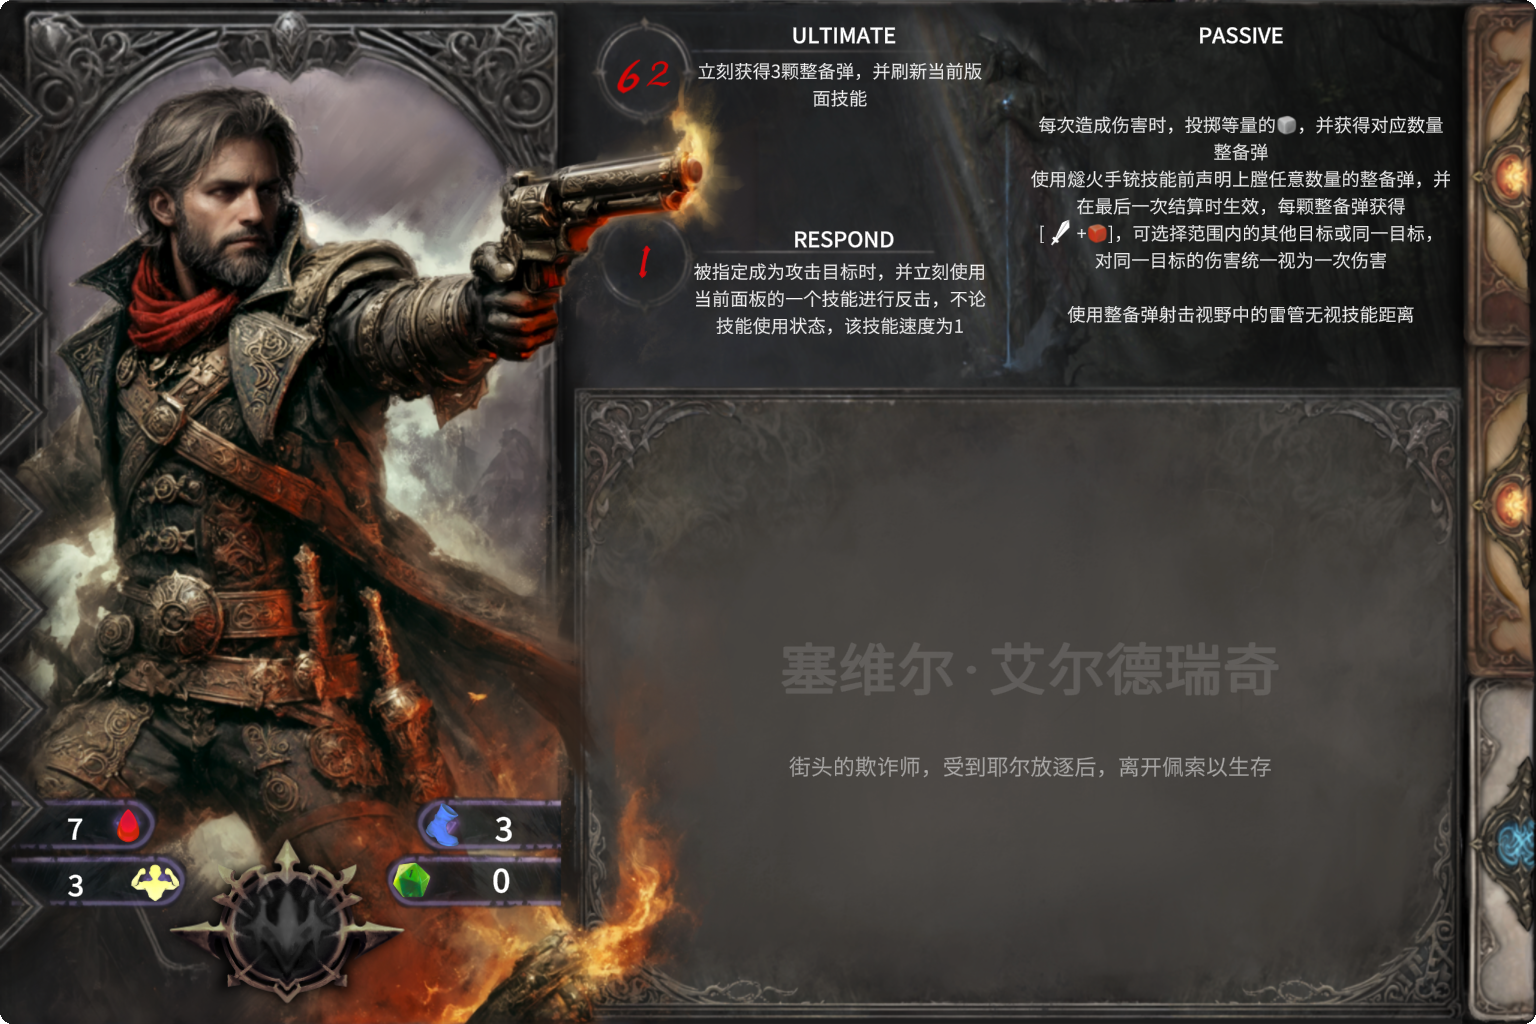 ULTIMATE
62
立刻获得3颗整备弹，并刷新当前版
面技能
RESPOND
1
被指定成为攻击目标时，并立刻使用
当前面板的一个技能进行反击，不论
技能使用状态，该技能速度为1
PASSIVE
每次造成伤害时，投掷等量的，并获得对应数量
整备弹
使用燧火手铳技能前声明上膛任意数量的整备弹，并
在最后一次结算时生效，每颗整备弹获得
[ + ]，可选择范围内的其他目标或同一目标，
对同一目标的伤害统一视为一次伤害
使用整备弹射击视野中的雷管无视技能距离
塞维尔·艾尔德瑞奇
街头的欺诈师，受到耶尔放逐后，离开佩索以生存
7
3
3
0